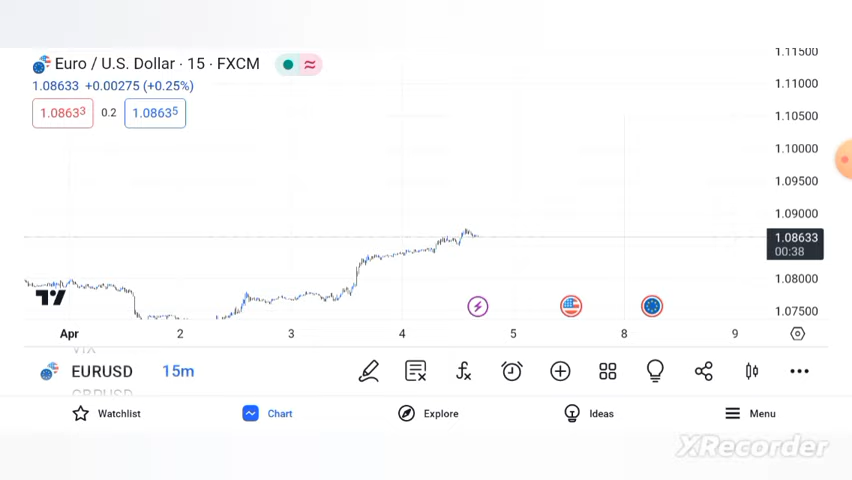 Euro / U.S. Dollar · 15 · FXCM
1.08633 +0.00275 (+0.25%)
1.08633 0.2 1.08635
1.11500
1.11000
1.10500
1.10000
1.09500
1.09000
1.08633
00:38
1.08000
1.07500
Apr 2 3 4 5 8 9
VIX
EURUSD 15m
GBPUSD
Watchlist Chart Explore Ideas Menu
XRecorder